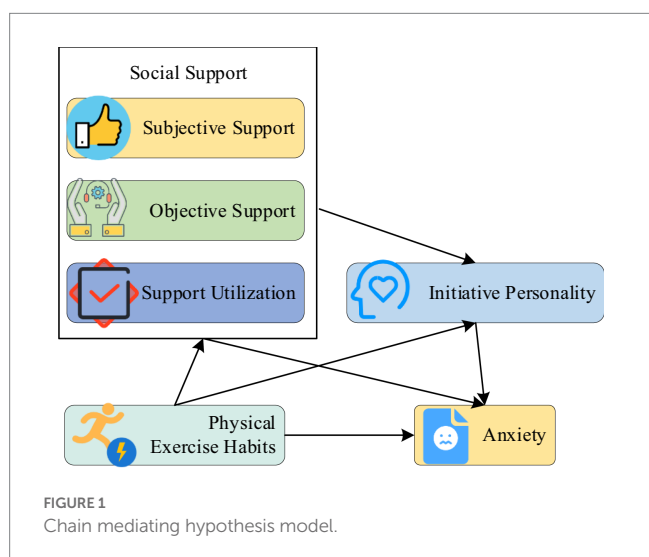 Social Support
Subjective Support
Objective Support
Support Utilization
Initiative Personality
Physical
Exercise Habits
Anxiety
FIGURE 1
Chain mediating hypothesis model.